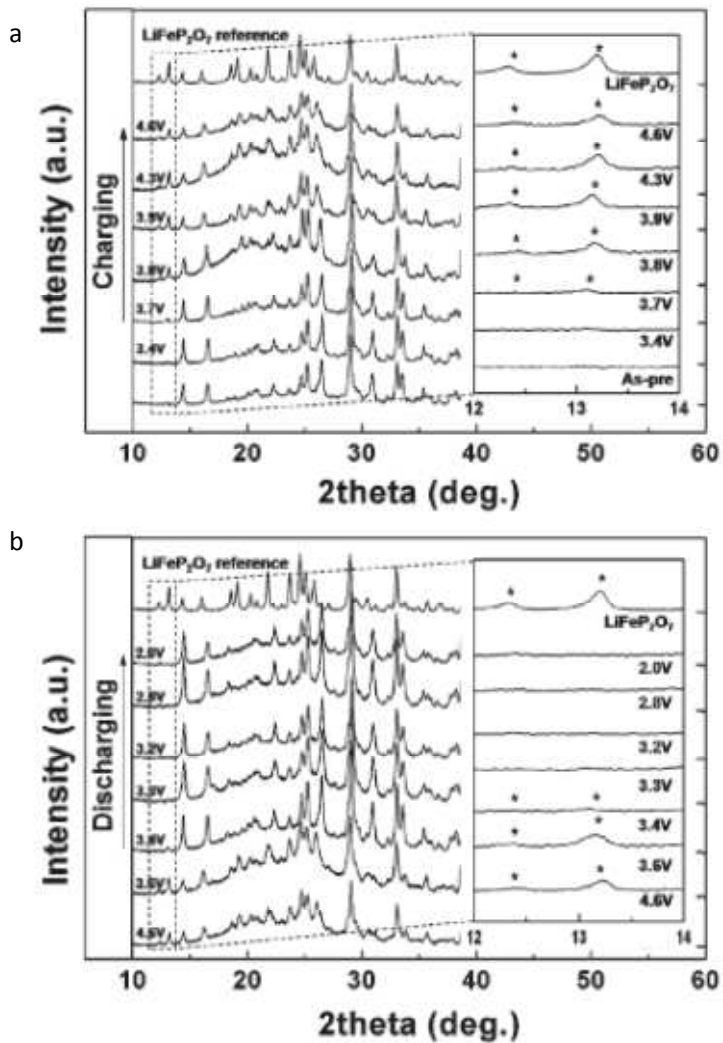 a
LiFeP₂O₇ reference
4.6V
4.3V
3.9V
3.8V
3.7V
3.4V
Charging
Intensity (a.u.)
LiFeP₂O₇
4.6V
4.3V
3.9V
3.8V
3.7V
3.4V
As-pre
12 13 14
10 20 30 40 50 60
2theta (deg.)
b
LiFeP₂O₇ reference
2.0V
2.8V
3.2V
3.3V
4.6V
Discharging
Intensity (a.u.)
LiFeP₂O₇
2.0V
2.8V
3.2V
3.3V
3.4V
3.6V
4.6V
12 13 14
10 20 30 40 50 60
2theta (deg.)